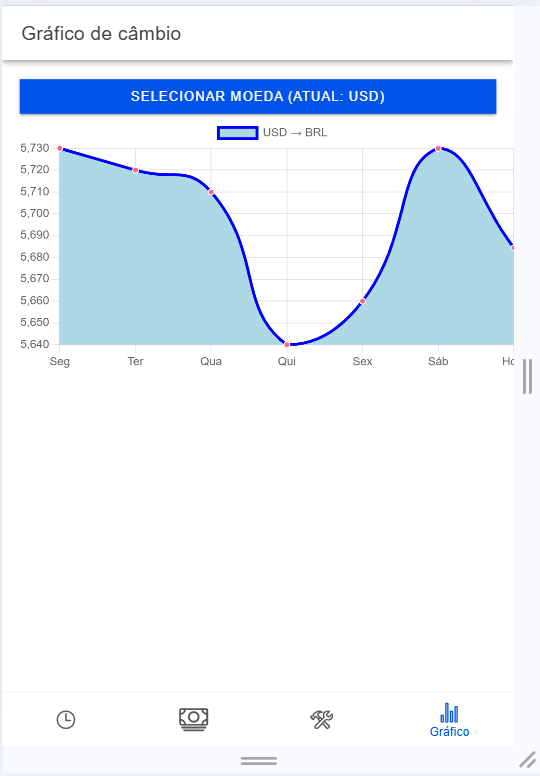 Gráfico de câmbio
SELECIONAR MOEDA (ATUAL: USD)
USD → BRL
5,730
5,720
5,710
5,700
5,690
5,680
5,670
5,660
5,650
5,640
Seg Ter Qua Qui Sex Sáb
Gráfico